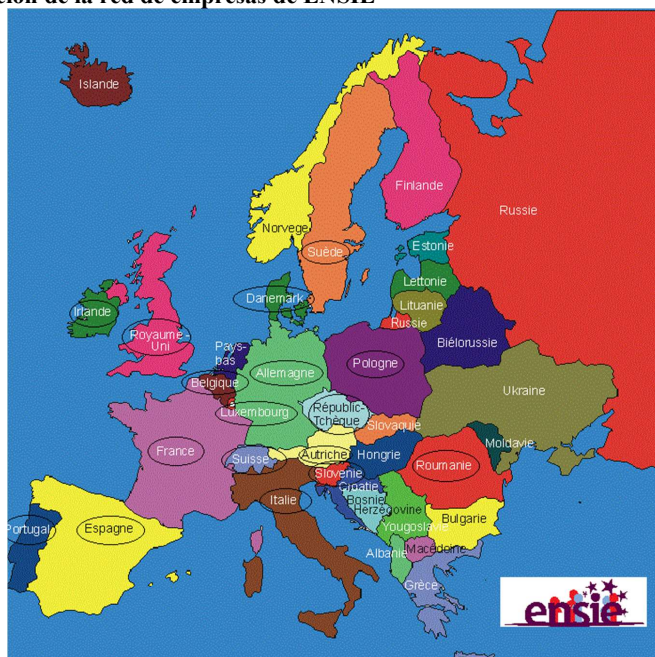 ción de la red de empresas de ENSIE
Islande
Finlande
Russie
Norvege
Suède
Estonie
Lettonie
Danemark
Lituanie
Irlande
Russie
Royaume-
Uni
Pays-
bas
Biélorussie
Pologne
Allemagne
Belgique
Ukraine
Luxembourg
Républic-
Tchèque
Slovaquie
Moldavie
France
Suisse
Autriche
Hongrie
Roumanie
Slovénie
Croatie
Italie
Bosnie
Herzégovine
Portugal
Espagne
Bulgarie
Yougoslavie
Macédoine
Albanie
Grèce
ensie